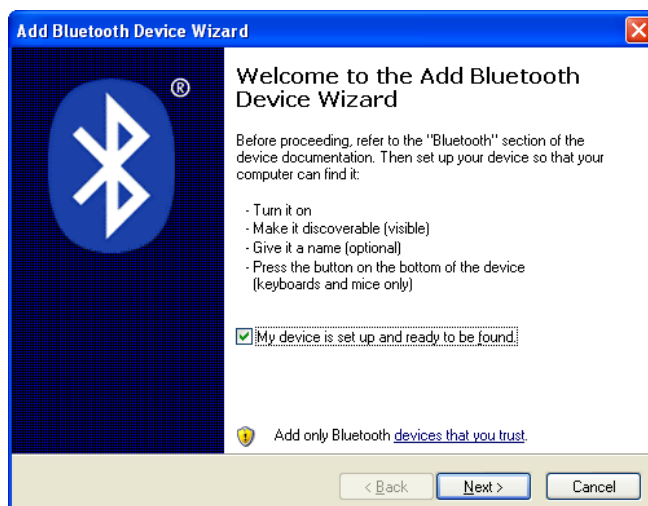 Add Bluetooth Device Wizard
®
Welcome to the Add Bluetooth
Device Wizard
Before proceeding, refer to the "Bluetooth" section of the
device documentation. Then set up your device so that your
computer can find it:
- Turn it on
- Make it discoverable (visible)
- Give it a name (optional)
- Press the button on the bottom of the device
(keyboards and mice only)
My device is set up and ready to be found.
Add only Bluetooth devices that you trust.
< Back Next > Cancel